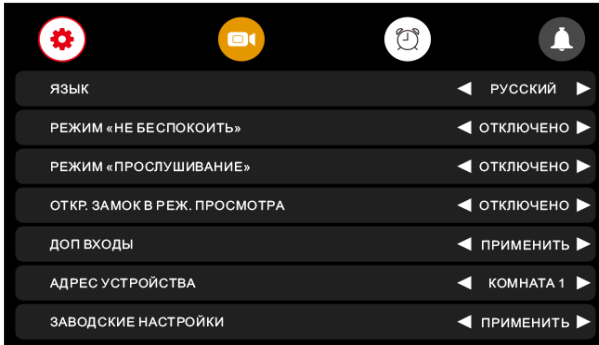 ЯЗЫК РУССКИЙ
РЕЖИМ «НЕ БЕСПОКОИТЬ» ОТКЛЮЧЕНО
РЕЖИМ «ПРОСЛУШИВАНИЕ» ОТКЛЮЧЕНО
ОТКР. ЗАМОК В РЕЖ. ПРОСМОТРА ОТКЛЮЧЕНО
ДОП ВХОДЫ ПРИМЕНИТЬ
АДРЕС УСТРОЙСТВА КОМНАТА 1
ЗАВОДСКИЕ НАСТРОЙКИ ПРИМЕНИТЬ